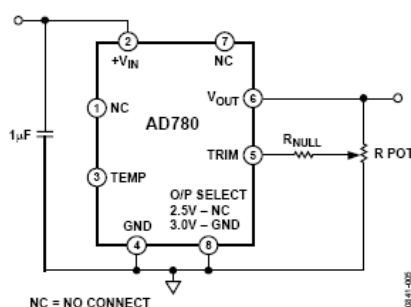 2
7
+VIN
NC
1 NC
VOUT
6
AD780
1μF
TRIM
5
RNULL
R POT
3 TEMP
O/P SELECT
2.5V – NC
3.0V – GND
GND
4
8
NC = NO CONNECT